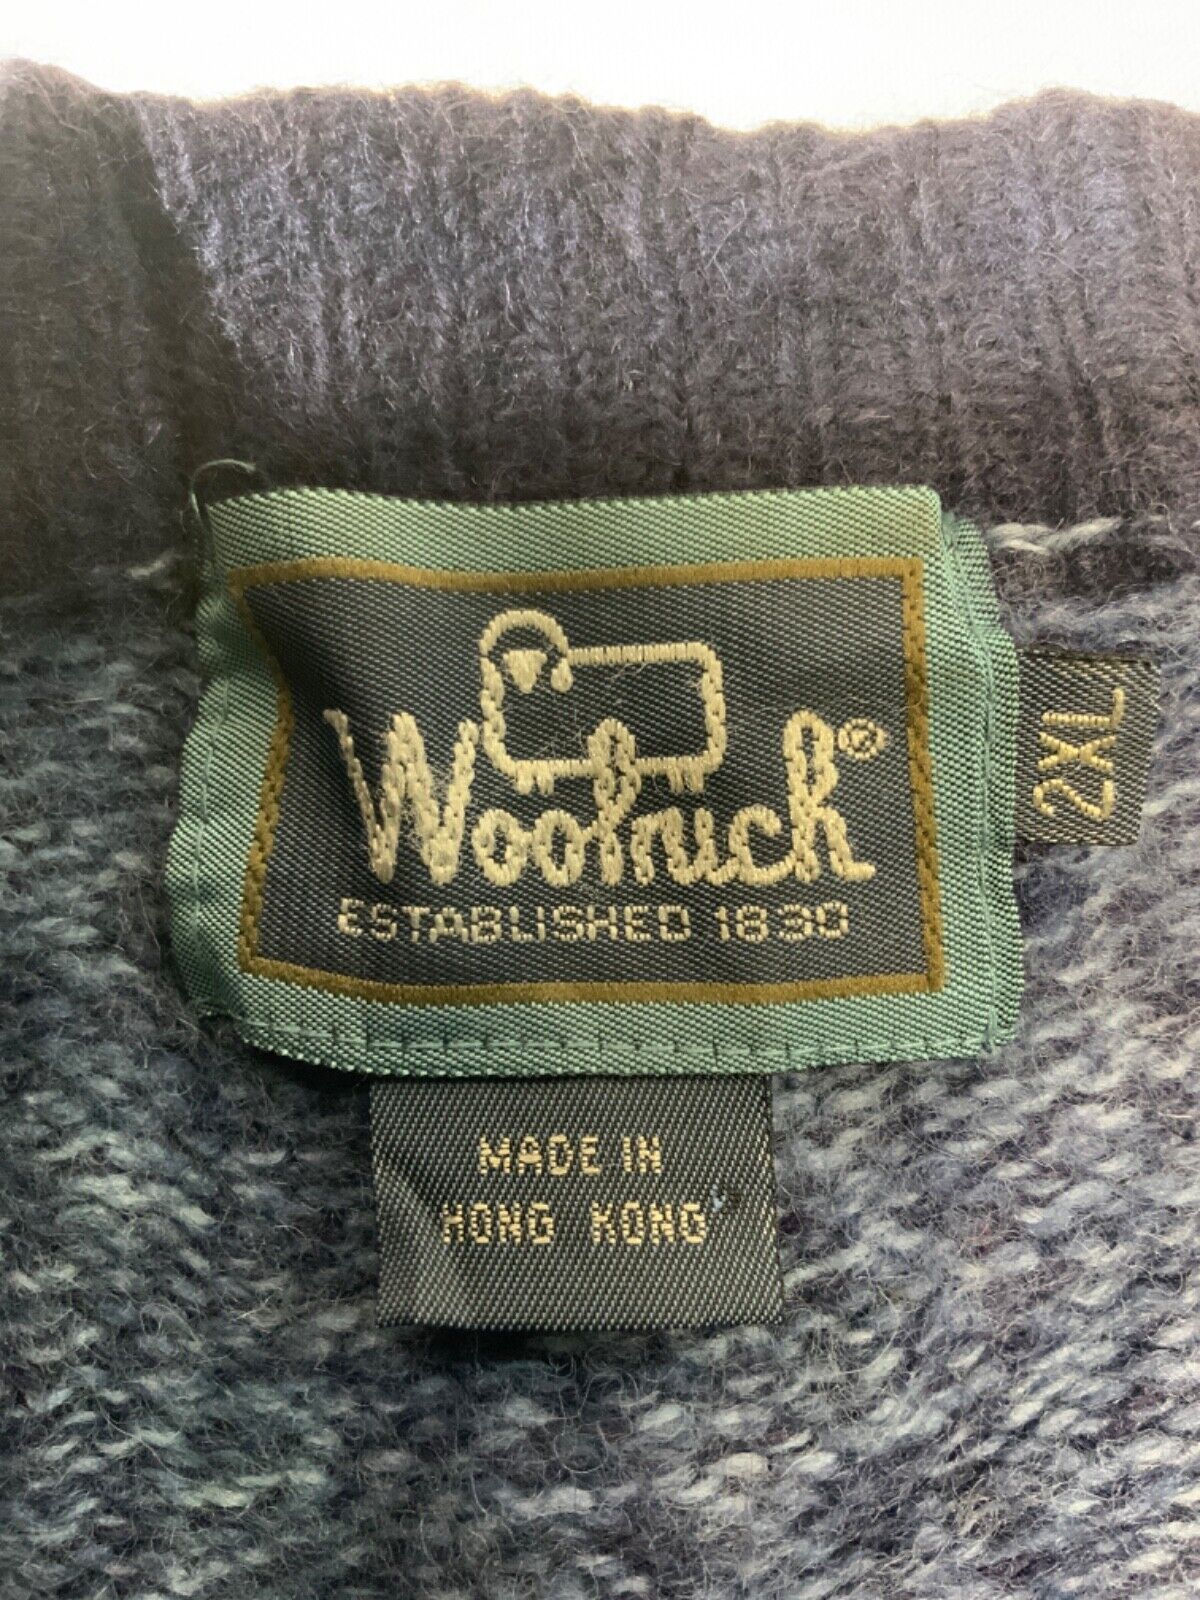 Woolrich®
ESTABLISHED 1830
2XL
MADE IN
HONG KONG